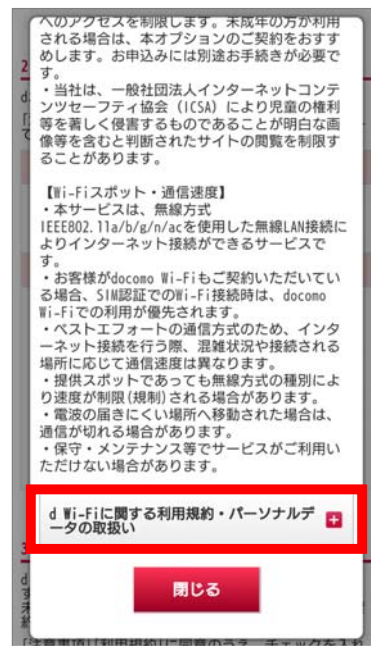 へのアクセスを制限します。未成年の方が利用
される場合は、本オプションのご契約をおすす
めします。お申込みには別途お手続きが必要で
す。
・当社は、一般社団法人インターネットコンテ
ンツセーフティ協会（ICSA）により児童の権利
等を著しく侵害するものであることが明白な画
像等を含むと判断されたサイトの閲覧を制限す
ることがあります。
【Wi-Fiスポット・通信速度】
・本サービスは、無線方式
IEEE802.11a/b/g/n/acを使用した無線LAN接続に
よりインターネット接続ができるサービスで
す。
・お客様がdocomo Wi-Fiもご契約いただいてい
る場合、SIM認証でのWi-Fi接続時は、docomo
Wi-Fiでの利用が優先されます。
・ベストエフォートの通信方式のため、インタ
ーネット接続を行う際、混雑状況や接続される
場所に応じて通信速度は異なります。
・提供スポットであっても無線方式の種別によ
り速度が制限(規制)される場合があります。
・電波の届きにくい場所へ移動された場合は、
通信が切れる場合があります。
・保守・メンテナンス等でサービスがご利用い
ただけない場合があります。
d Wi-Fiに関する利用規約・パーソナルデ
ータの取扱い
閉じる
「注意事項」「利用規約」に同意のうえ、チェックを入れ